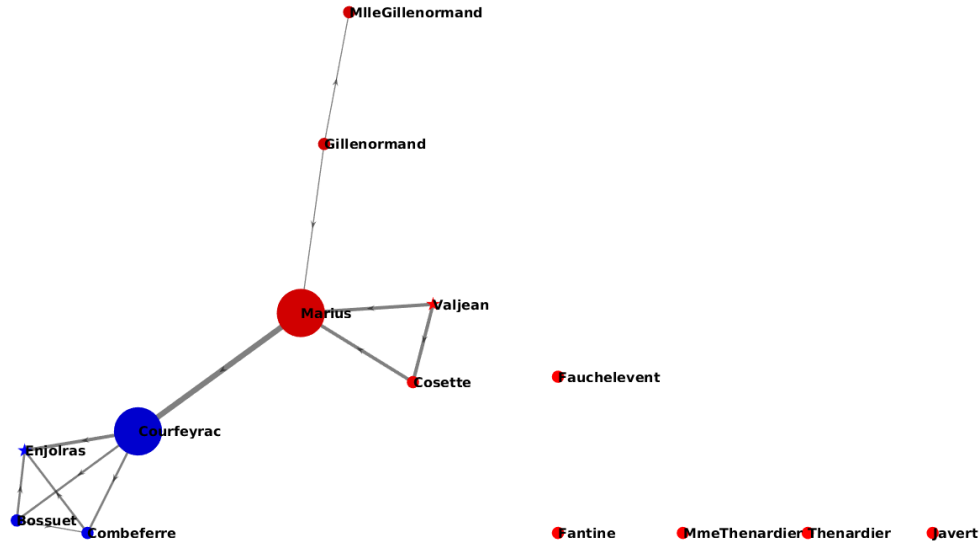 MlleGillenormand
Gillenormand
Valjean
Marius
Fauchelevent
Cosette
Courfeyrac
Enjolras
Bossuet
Combeferre
Fantine
MmeThenardier
Thenardier
Javert